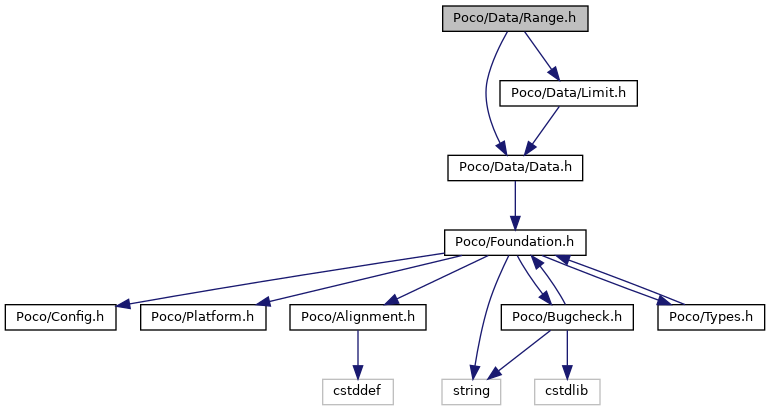 Poco/Data/Range.h
Poco/Data/Limit.h
Poco/Data/Data.h
Poco/Foundation.h
Poco/Config.h
Poco/Platform.h
Poco/Alignment.h
Poco/Bugcheck.h
Poco/Types.h
cstddef
string
cstdlib